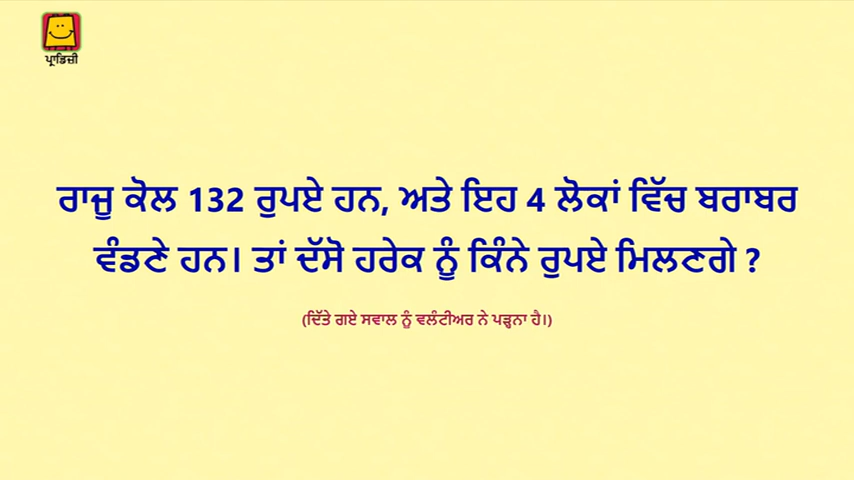 ਪ੍ਰਾਡਿਜ਼ੀ
ਰਾਜੂ ਕੋਲ 132 ਰੁਪਏ ਹਨ, ਅਤੇ ਇਹ 4 ਲੋਕਾਂ ਵਿੱਚ ਬਰਾਬਰ
ਵੰਡਣੇ ਹਨ। ਤਾਂ ਦੱਸੋ ਹਰੇਕ ਨੂੰ ਕਿੰਨੇ ਰੁਪਏ ਮਿਲਣਗੇ ?
(ਦਿੱਤੇ ਗਏ ਸਵਾਲ ਨੂੰ ਵਲੰਟੀਅਰ ਨੇ ਪੜ੍ਹਨਾ ਹੈ।)